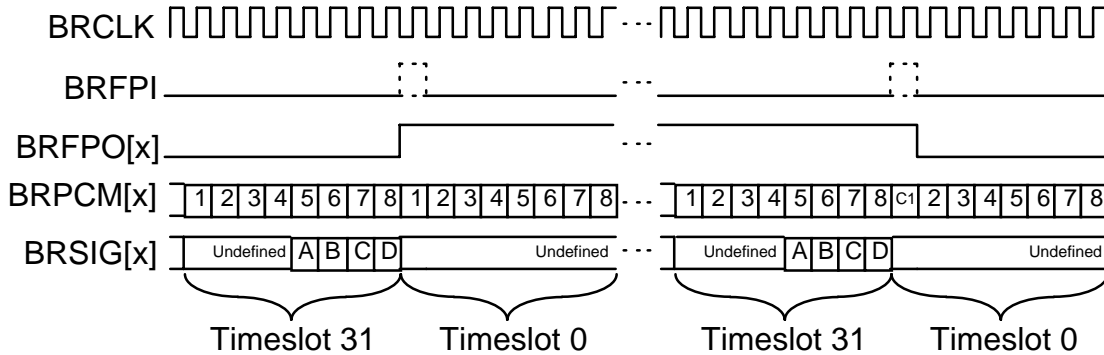 BRCLK
BRFPI
BRFPO[x]
BRPCM[x] 1 2 3 4 5 6 7 8 1 2 3 4 5 6 7 8 1 2 3 4 5 6 7 8 C1 2 3 4 5 6 7 8
BRSIG[x] Undefined A B C D Undefined Undefined A B C D Undefined
Timeslot 31 Timeslot 0 Timeslot 31 Timeslot 0